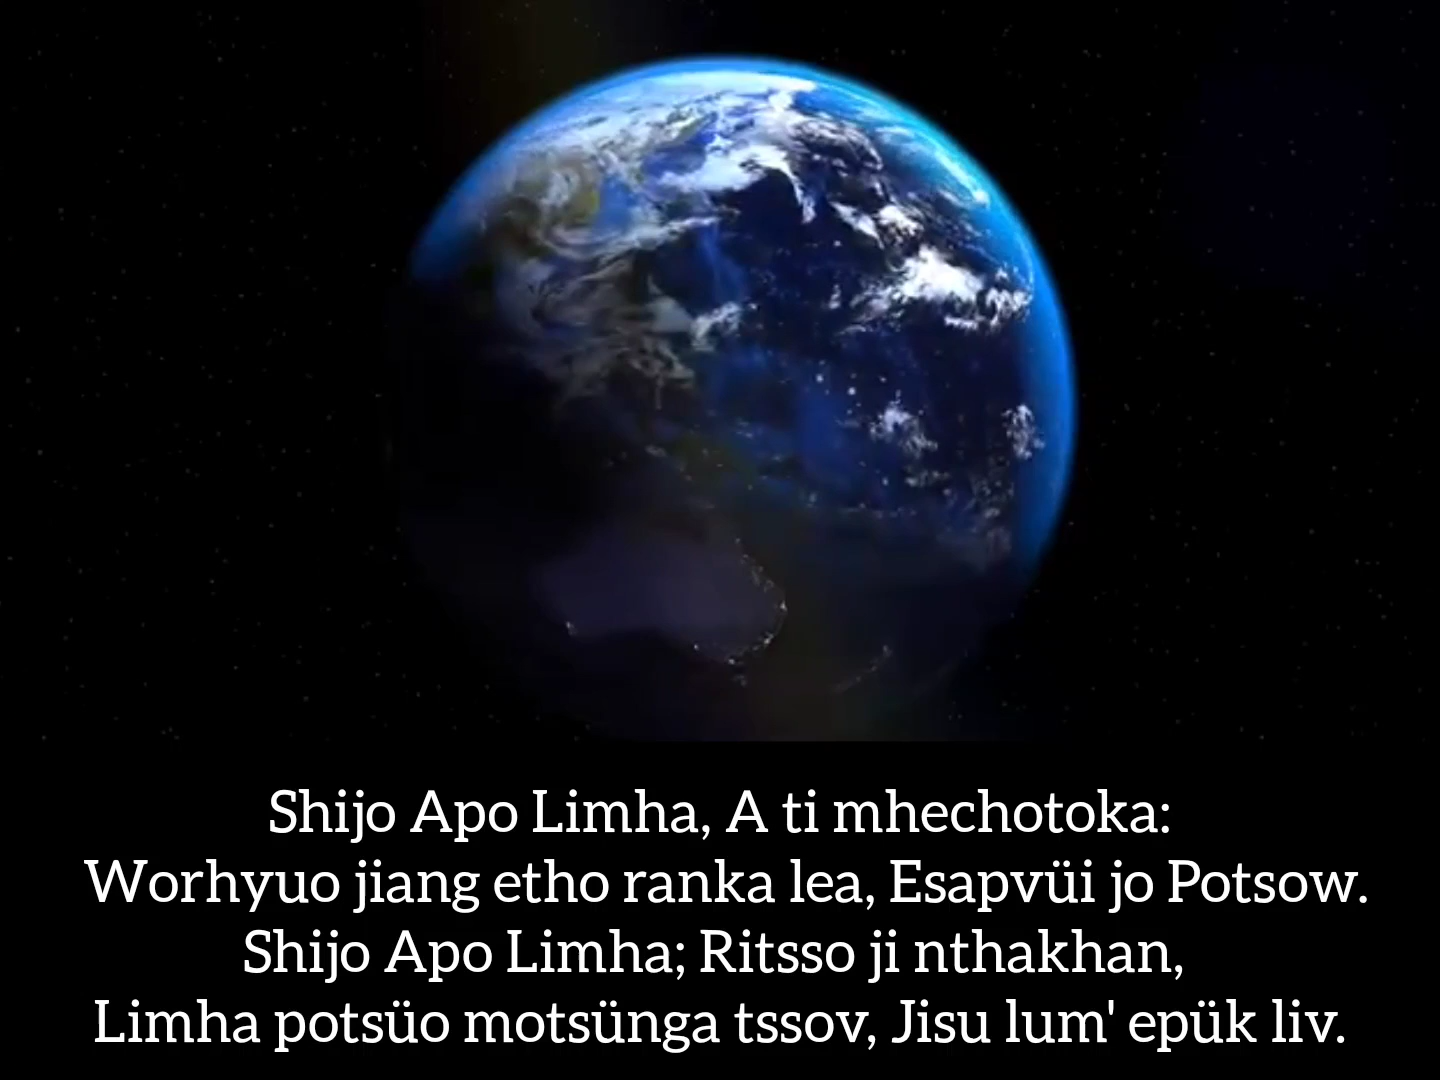 Shijo Apo Limha, A ti mhechotoka:
Worhyuo jiang etho ranka lea, Esapvüi jo Potsow.
Shijo Apo Limha; Ritsso ji nthakhan,
Limha potsüo motsünga tssov, Jisu lum' epük liv.